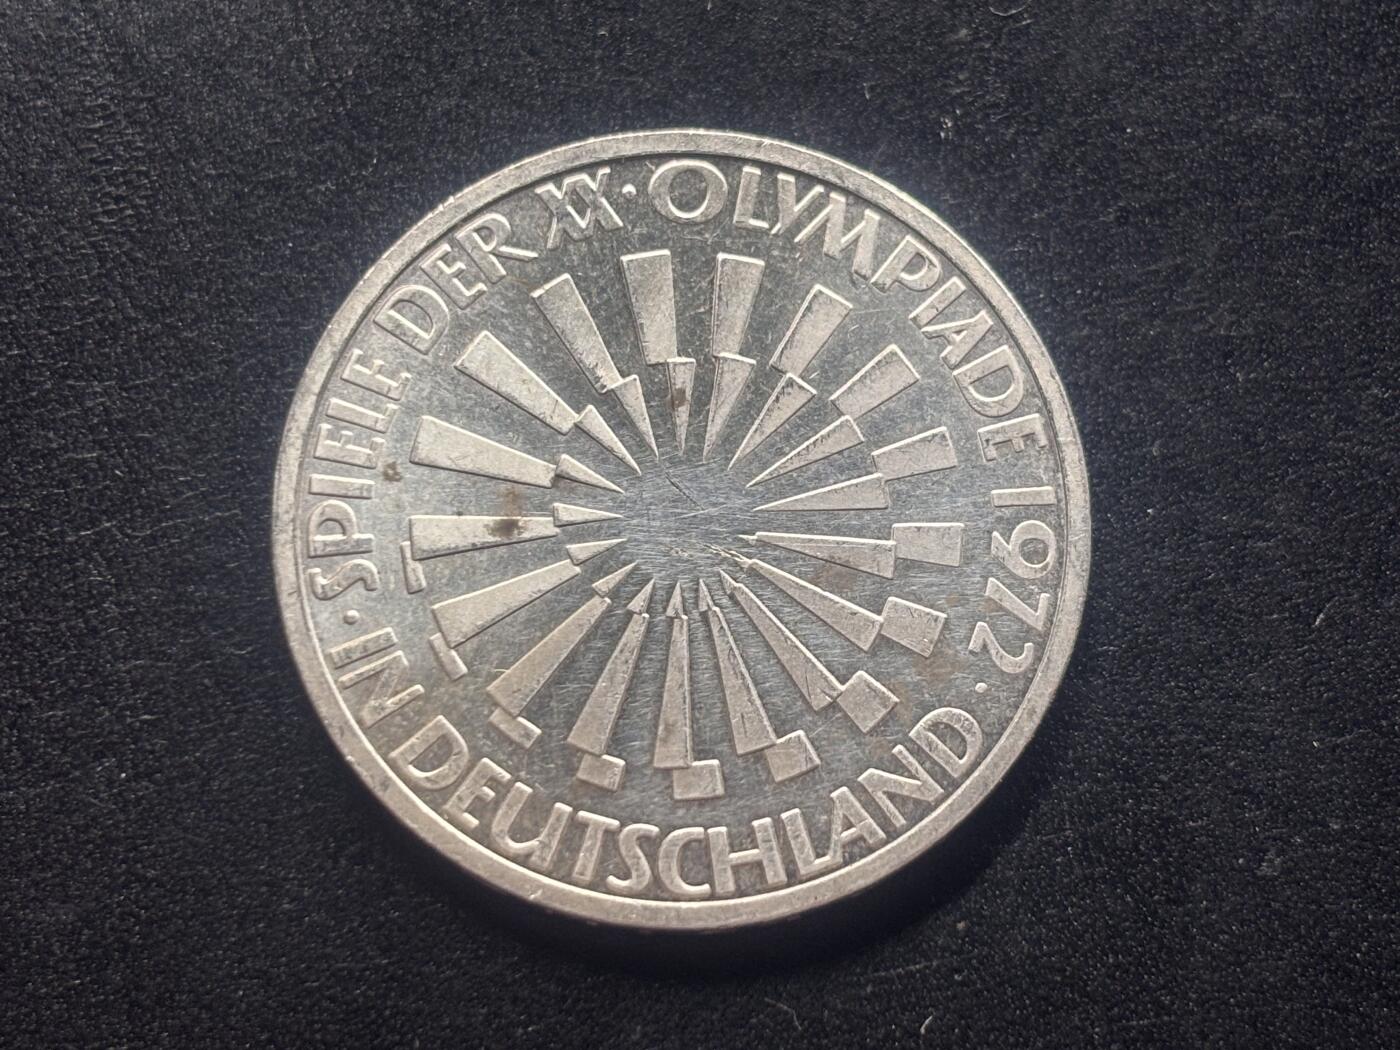 SPIELE DER XX · OLYMPIADE 1972 · IN DEUTSCHLAND ·